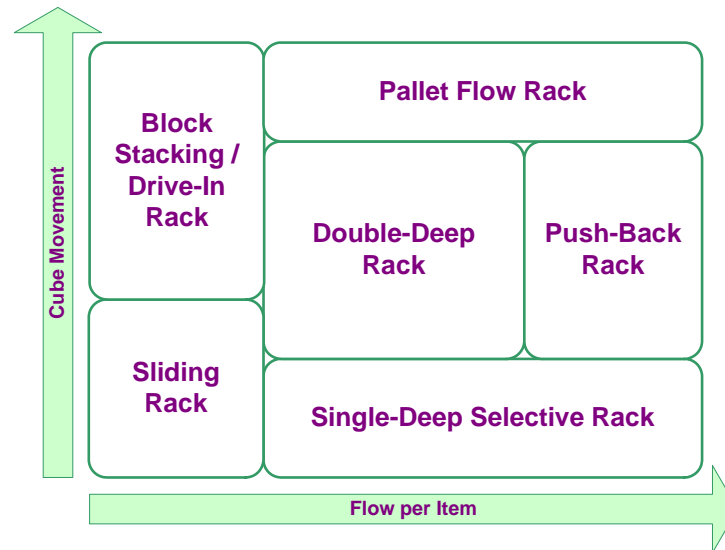 Cube Movement
Block
Stacking /
Drive-In
Rack
Pallet Flow Rack
Double-Deep
Rack
Push-Back
Rack
Sliding
Rack
Single-Deep Selective Rack
Flow per Item